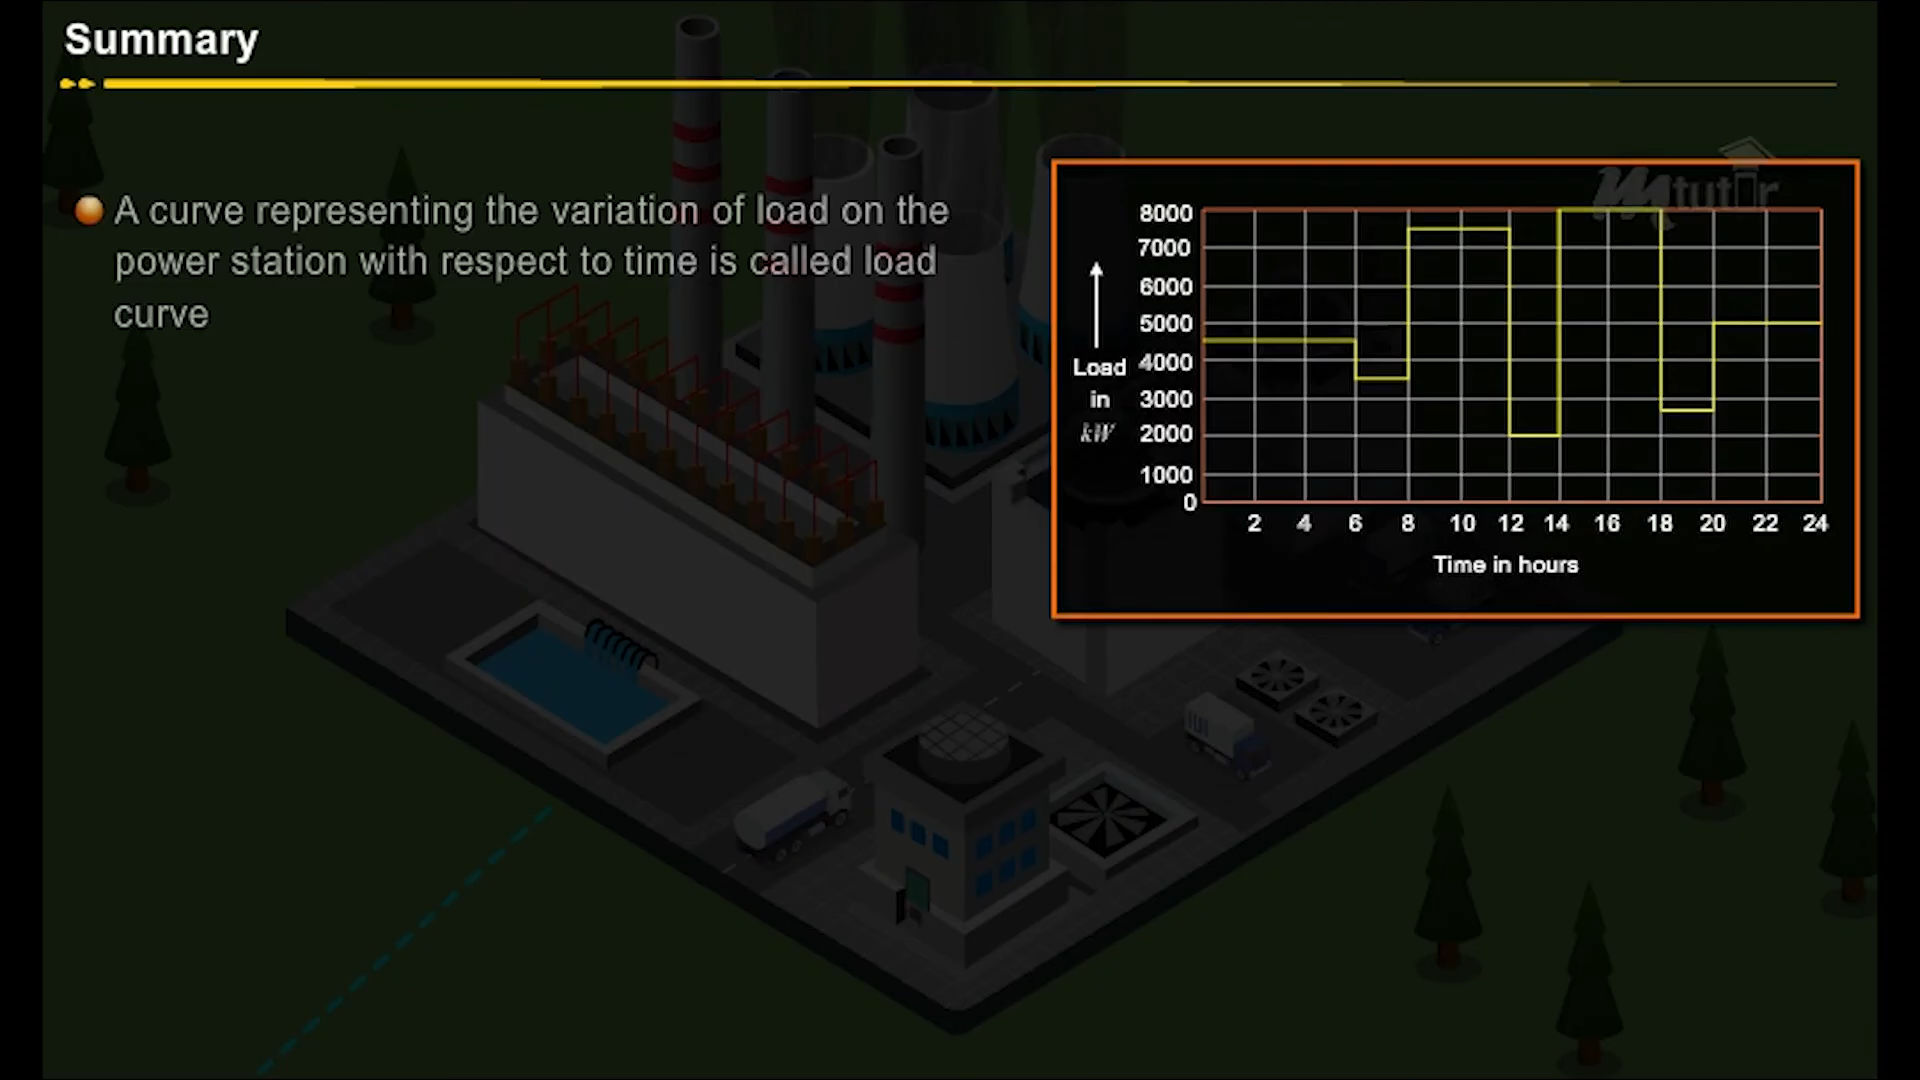 Summary
A curve representing the variation of load on the
power station with respect to time is called load
curve
tutor
8000
7000
6000
5000
4000
3000
2000
1000
0
Load
in
kW
2 4 6 8 10 12 14 16 18 20 22 24
Time in hours